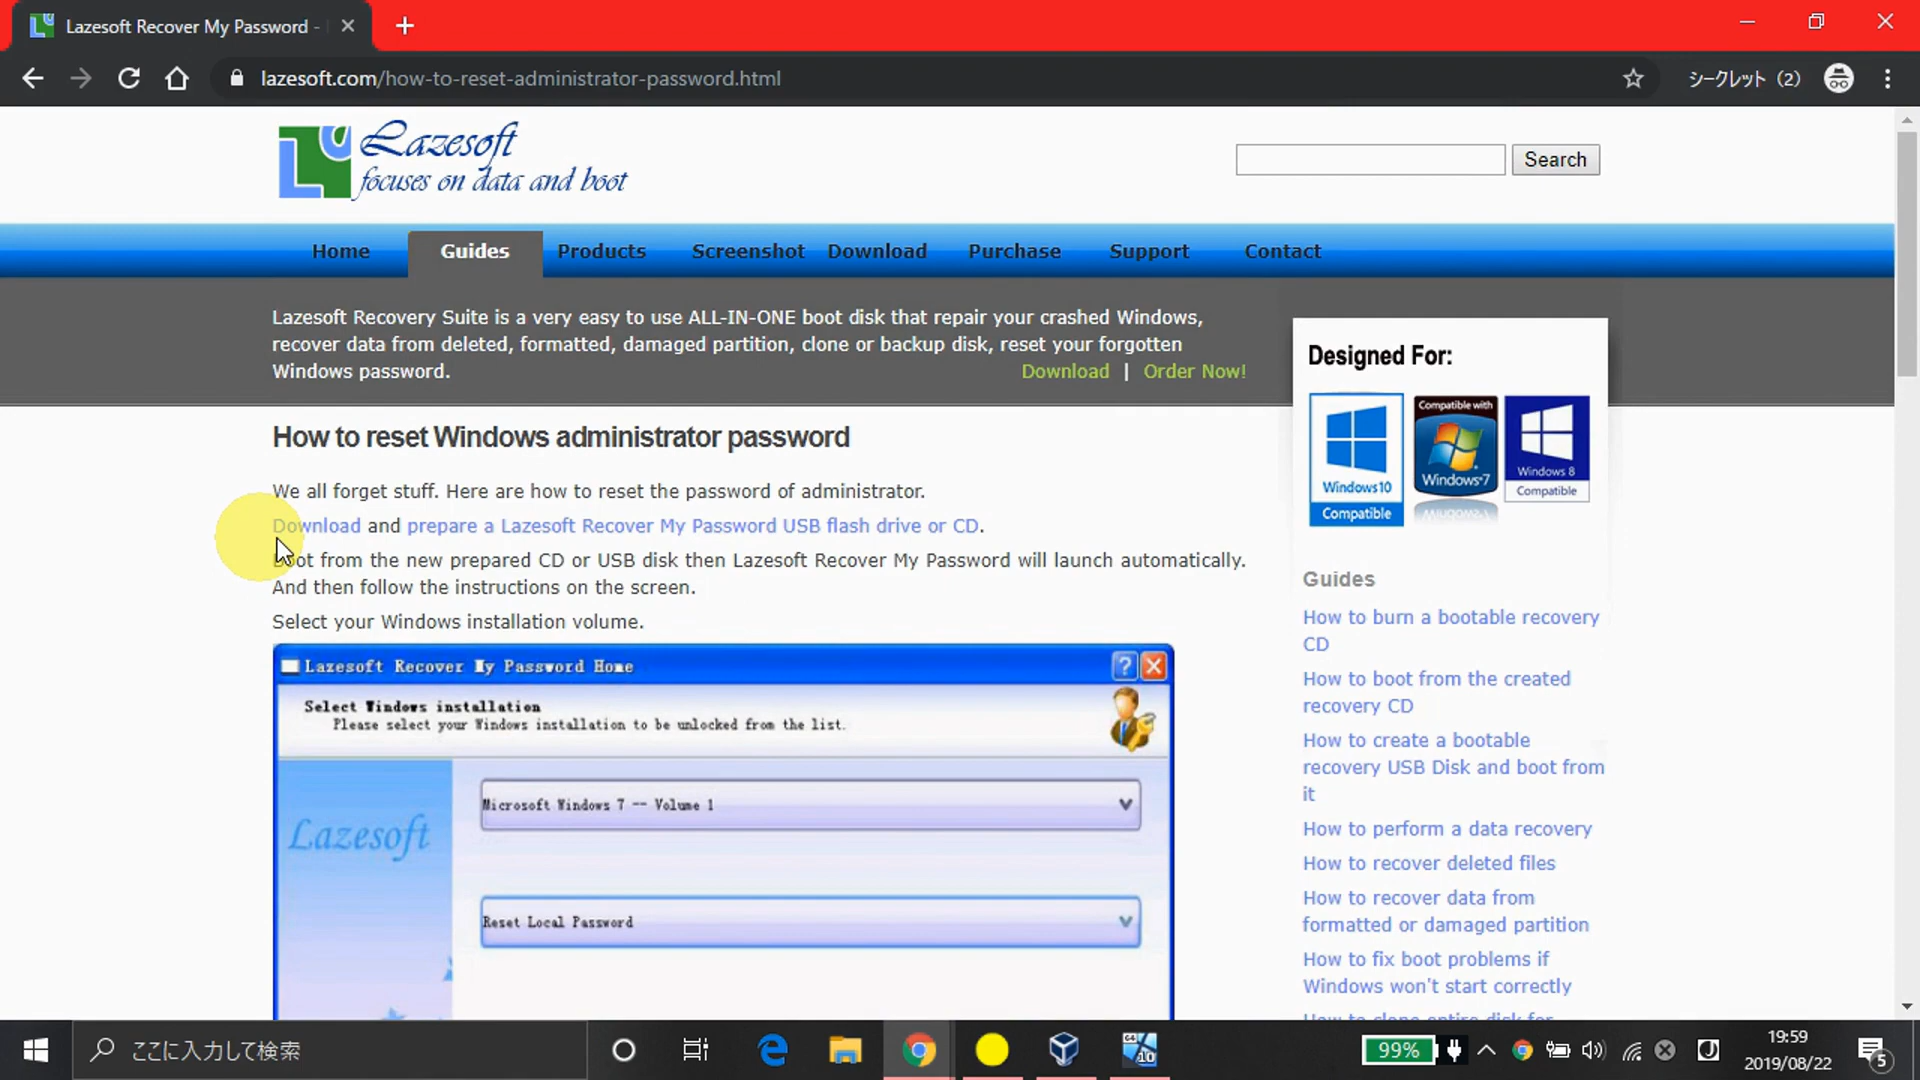 Lazesoft Recover My Password -
lazesoft.com/how-to-reset-administrator-password.html
シークレット (2)
Lazesoft
focuses on data and boot
Search
Home
Guides
Products
Screenshot
Download
Purchase
Support
Contact
Lazesoft Recovery Suite is a very easy to use ALL-IN-ONE boot disk that repair your crashed Windows,
recover data from deleted, formatted, damaged partition, clone or backup disk, reset your forgotten
Windows password.
Download | Order Now!
Designed For:
Windows10
Compatible
Compatible with
Windows7
Windows 8
Compatible
How to reset Windows administrator password
We all forget stuff. Here are how to reset the password of administrator.
Download and prepare a Lazesoft Recover My Password USB flash drive or CD.
Boot from the new prepared CD or USB disk then Lazesoft Recover My Password will launch automatically.
And then follow the instructions on the screen.
Select your Windows installation volume.
Lazesoft Recover My Password Home
Select Windows installation
Please select your Windows installation to be unlocked from the list.
Lazesoft
Microsoft Windows 7 -- Volume 1
Reset Local Password
Guides
How to burn a bootable recovery
CD
How to boot from the created
recovery CD
How to create a bootable
recovery USB Disk and boot from
it
How to perform a data recovery
How to recover deleted files
How to recover data from
formatted or damaged partition
How to fix boot problems if
Windows won't start correctly
How to clone entire disk for
ここに入力して検索
64
10
99%
J
19:59
2019/08/22
5